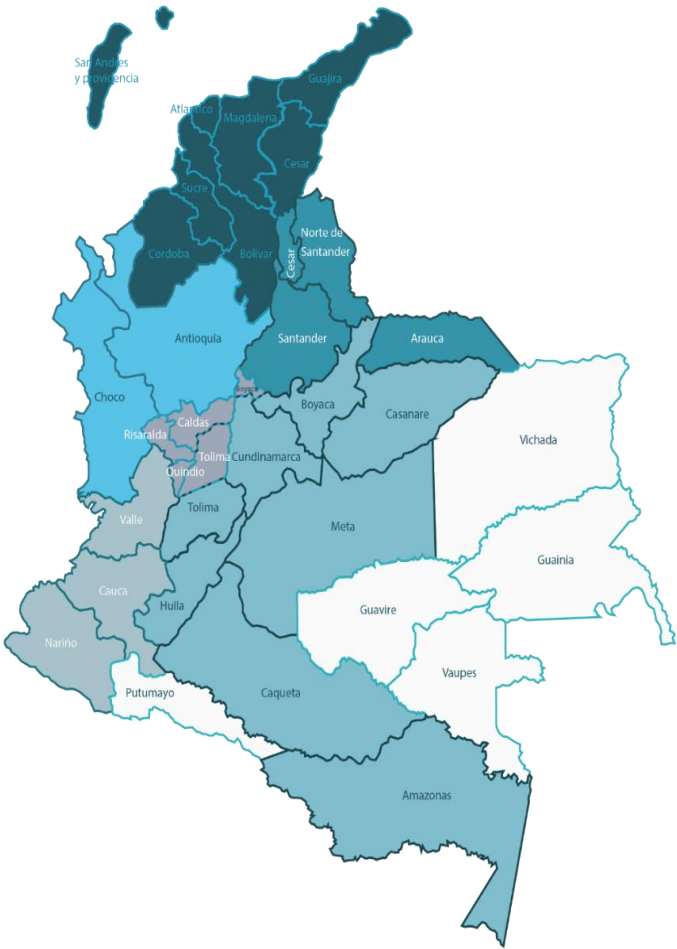 San Andres
y providencia
Guajira
Atlantico
Magdalena
Cesar
Sucre
Norte de
Santander
Cordoba
Bolivar
Cesar
Antioquia
Santander
Arauca
Boyaca
Choco
Boyaca
Casanare
Caldas
Risaralda
Vichada
Tolima
Cundinamarca
Quindio
Tolima
Valle
Meta
Guainia
Cauca
Huila
Guavire
Nariño
Vaupes
Putumayo
Caqueta
Amazonas